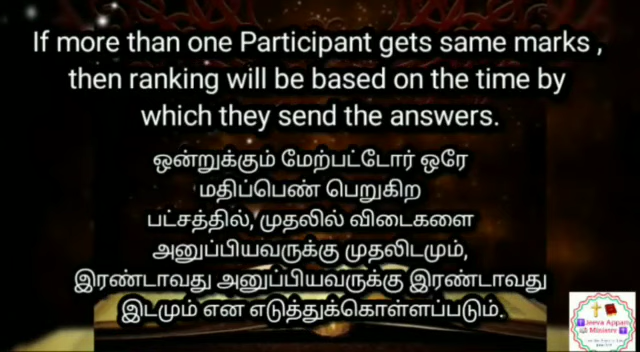 If more than one Participant gets same marks ,
then ranking will be based on the time by
which they send the answers.
ஒன்றுக்கும் மேற்பட்டோர் ஒரே
மதிப்பெண் பெறுகிற
பட்சத்தில், முதலில் விடைகளை
அனுப்பியவருக்கு முதலிடமும்,
இரண்டாவது அனுப்பியவருக்கு இரண்டாவது
இடமும் என எடுத்துக்கொள்ளப்படும்.
Jeeva Appam
Ministry